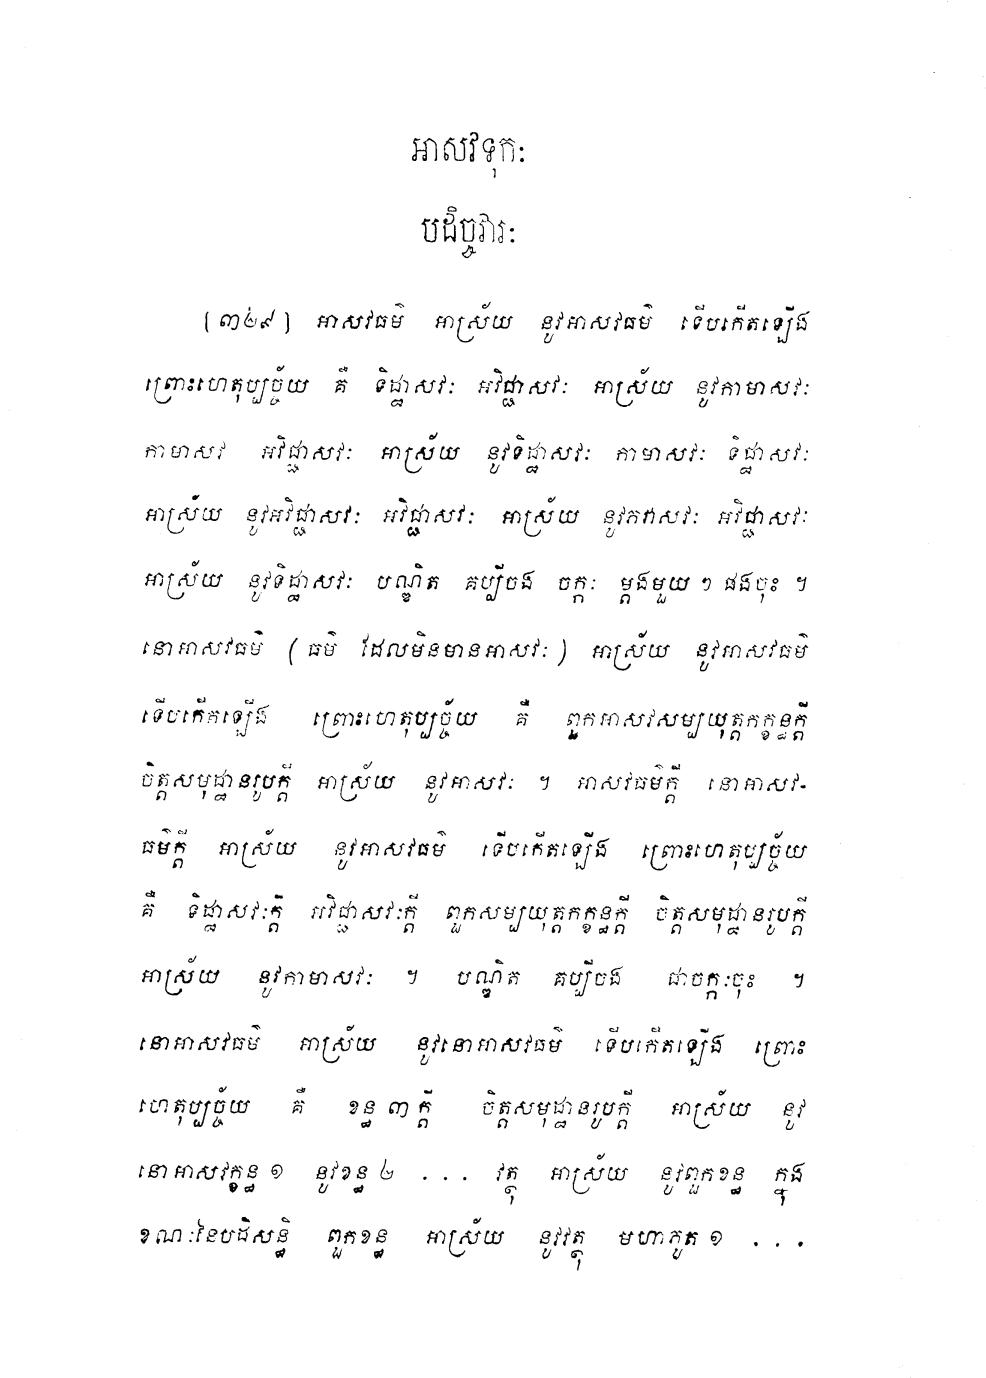 អាសវទុកៈ
បដិច្ចវារៈ
(៣២៩) អាសវធម៌ អាស្រ័យ នូវអាសវធម៌ ទើបកើតឡើង
ព្រោះហេតុប្បច្ច័យ គឺ ទិដ្ឋាសវៈ អវិជ្ជាសវៈ អាស្រ័យ នូវកាមាសវៈ
កាមាសវ អវិជ្ជាសវៈ អាស្រ័យ នូវទិដ្ឋាសវៈ កាមាសវៈ ទិដ្ឋាសវៈ
អាស្រ័យ នូវអវិជ្ជាសវៈ អវិជ្ជាសវៈ អាស្រ័យ នូវភវាសវៈ អវិជ្ជាសវៈ
អាស្រ័យ នូវទិដ្ឋាសវៈ បណ្ឌិត គប្បីចង ចក្កៈ ម្តងមួយ ៗ ផងចុះ ។
នោអាសវធម៌ (ធម៌ ដែលមិនមានអាសវៈ) អាស្រ័យ នូវអាសវធម៌
ទើបកើតឡើង ព្រោះហេតុប្បច្ច័យ គឺ ពួកអាសវសម្បយុត្តកក្ខន្ធក្តី
ចិត្តសមុដ្ឋានរូបក្តី អាស្រ័យ នូវអាសវៈ ។ អាសវធម៌ក្តី នោអាសវ-
ធម៌ក្តី អាស្រ័យ នូវអាសវធម៌ ទើបកើតឡើង ព្រោះហេតុប្បច្ច័យ
គឺ ទិដ្ឋាសវៈក្តី អវិជ្ជាសវៈក្តី ពួកសម្បយុត្តកក្ខន្ធក្តី ចិត្តសមុដ្ឋានរូបក្តី
អាស្រ័យ នូវកាមាសវៈ ។ បណ្ឌិត គប្បីចង ជាចក្កៈចុះ ។
នោអាសវធម៌ អាស្រ័យ នូវនោអាសវធម៌ ទើបកើតឡើង ព្រោះ
ហេតុប្បច្ច័យ គឺ ខន្ធ ៣ ក្តី ចិត្តសមុដ្ឋានរូបក្តី អាស្រ័យ នូវ
នោអាសវក្ខន្ធ ១ នូវខន្ធ ២ ... វត្ថុ អាស្រ័យ នូវពួកខន្ធ ក្នុង
ខណៈនៃបដិសន្ធិ ពួកខន្ធ អាស្រ័យ នូវវត្ថុ មហាភូត ១ ...